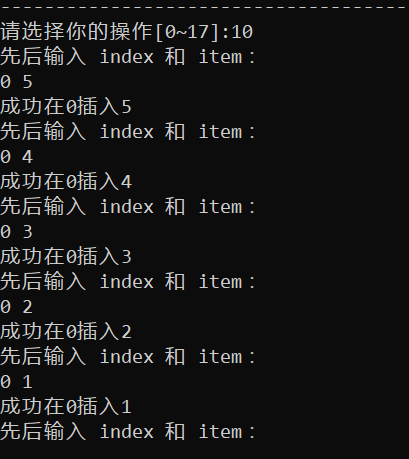 ------------------------------------
请选择你的操作[0~17]:10
先后输入 index 和 item：
0 5
成功在0插入5
先后输入 index 和 item：
0 4
成功在0插入4
先后输入 index 和 item：
0 3
成功在0插入3
先后输入 index 和 item：
0 2
成功在0插入2
先后输入 index 和 item：
0 1
成功在0插入1
先后输入 index 和 item：